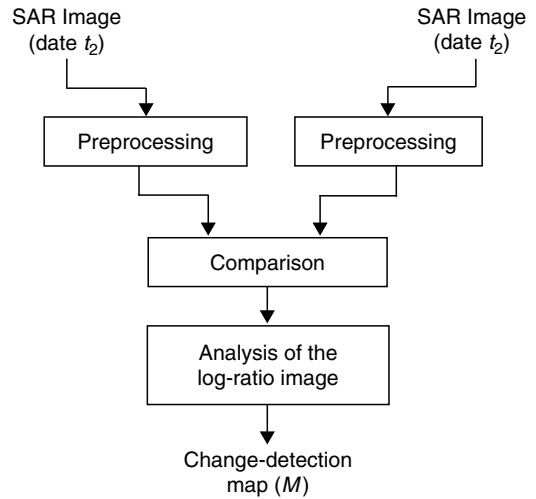 SAR Image
(date t₂)
SAR Image
(date t₂)
Preprocessing
Preprocessing
Comparison
Analysis of the
log-ratio image
Change-detection
map (M)